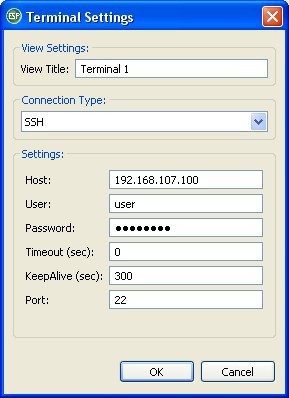 ESF Terminal Settings
View Settings:
View Title: Terminal 1
Connection Type:
SSH
Settings:
Host: 192.168.107.100
User: user
Password: ●●●●●●●●
Timeout (sec): 0
KeepAlive (sec): 300
Port: 22
OK Cancel